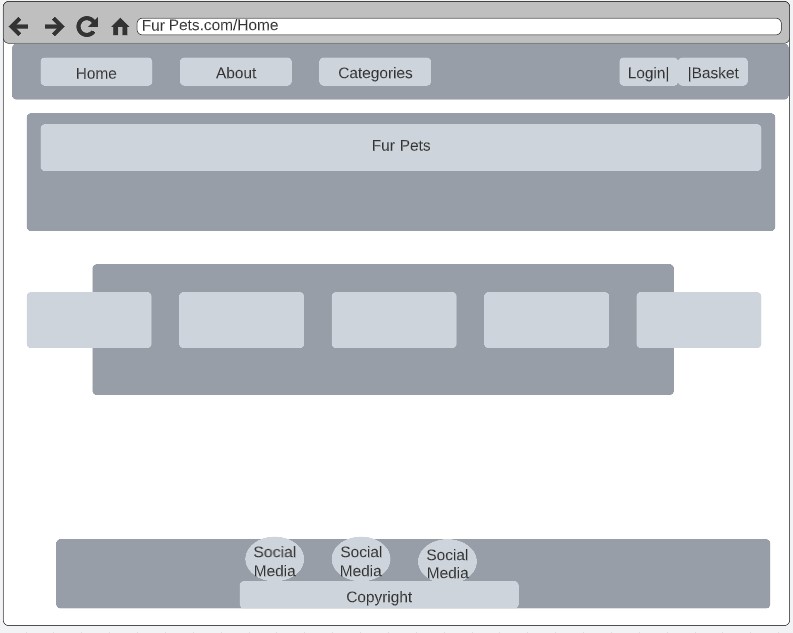 Fur Pets.com/Home
Home About Categories Login| |Basket
Fur Pets
Social Social Social
Media Media Media
Copyright